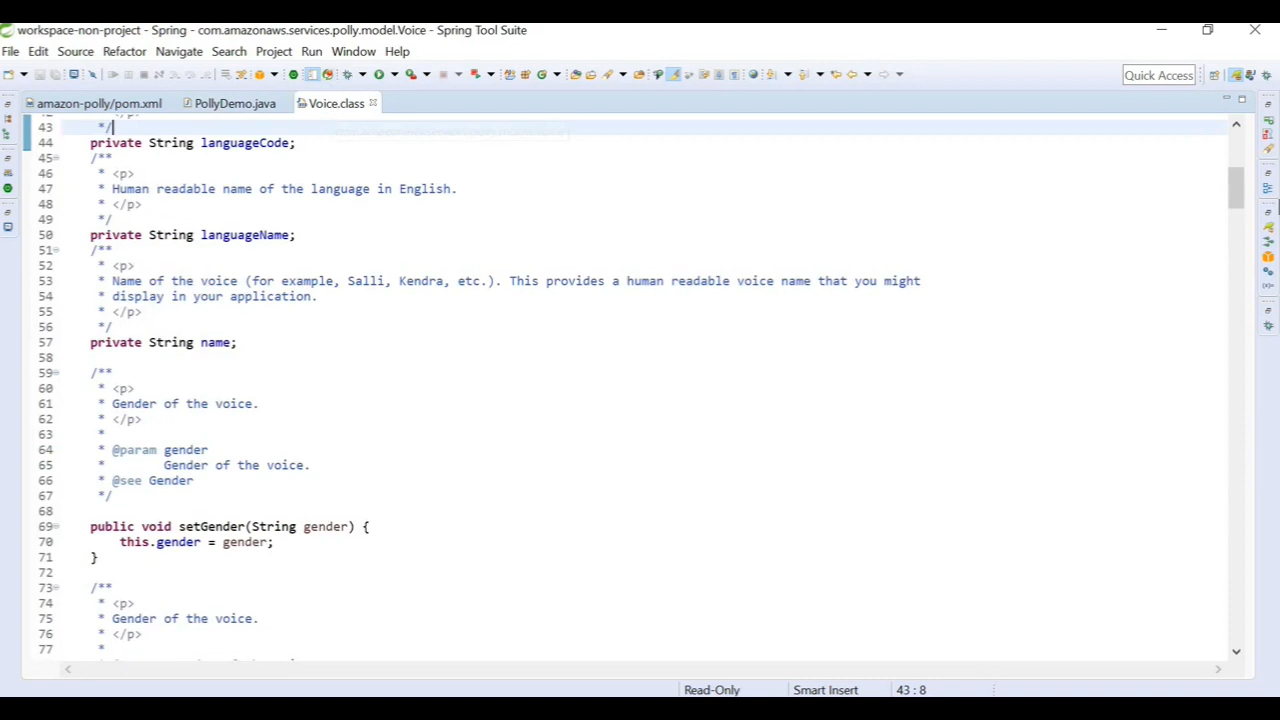 workspace-non-project - Spring - com.amazonaws.services.polly.model.Voice - Spring Tool Suite
File Edit Source Refactor Navigate Search Project Run Window Help
Quick Access
amazon-polly/pom.xml PollyDemo.java Voice.class
43 */
44 private String languageCode;
45 /**
46 * <p>
47 * Human readable name of the language in English.
48 * </p>
49 */
50 private String languageName;
51 /**
52 * <p>
53 * Name of the voice (for example, Salli, Kendra, etc.). This provides a human readable voice name that you might
54 * display in your application.
55 * </p>
56 */
57 private String name;
58
59 /**
60 * <p>
61 * Gender of the voice.
62 * </p>
63 *
64 * @param gender
65 * Gender of the voice.
66 * @see Gender
67 */
68
69 public void setGender(String gender) {
70 this.gender = gender;
71 }
72
73 /**
74 * <p>
75 * Gender of the voice.
76 * </p>
77 *
Read-Only Smart Insert 43 : 8